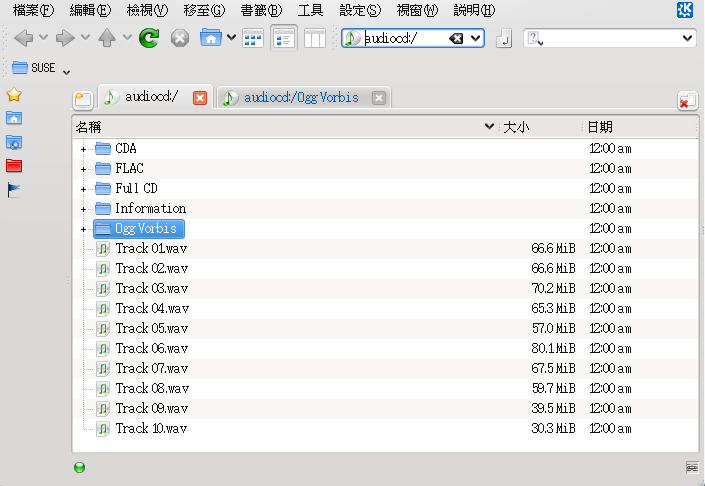 檔案(F) 編輯(E) 檢視(V) 移至(G) 書籤(B) 工具 設定(S) 視窗(W) 說明(H)
audiocd:/
SUSE
audiocd:/ audiocd:/Ogg Vorbis
名稱 大小 日期
CDA 12:00 am
FLAC 12:00 am
Full CD 12:00 am
Information 12:00 am
Ogg Vorbis 12:00 am
Track 01.wav 66.6 MiB 12:00 am
Track 02.wav 66.6 MiB 12:00 am
Track 03.wav 70.2 MiB 12:00 am
Track 04.wav 65.3 MiB 12:00 am
Track 05.wav 57.0 MiB 12:00 am
Track 06.wav 80.1 MiB 12:00 am
Track 07.wav 67.5 MiB 12:00 am
Track 08.wav 59.7 MiB 12:00 am
Track 09.wav 39.5 MiB 12:00 am
Track 10.wav 30.3 MiB 12:00 am